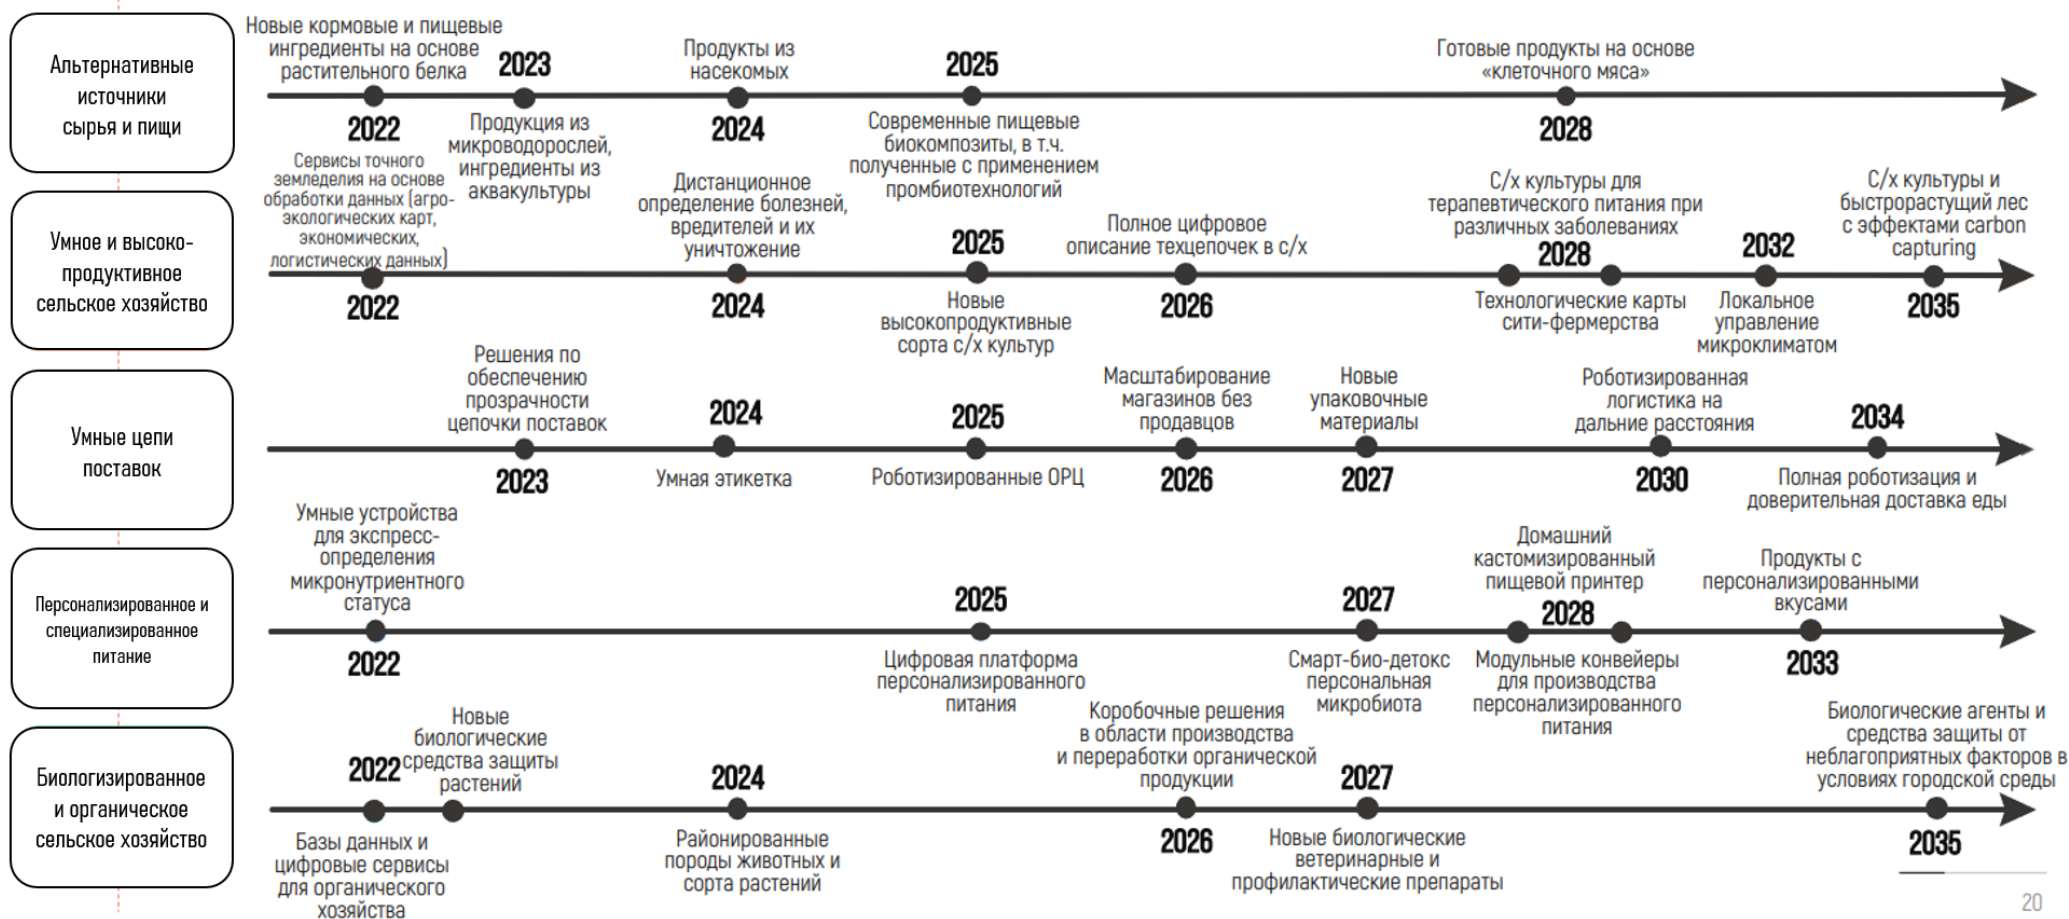 Альтернативные
источники
сырья и пищи
Новые кормовые и пищевые
ингредиенты на основе
растительного белка
2022
2023
Продукция из
микроводорослей,
ингредиенты из
аквакультуры
Продукты из
насекомых
2024
2025
Современные пищевые
биокомпозиты, в т.ч.
полученные с применением
промбиотехнологий
Готовые продукты на основе
«клеточного мяса»
2028
Умное и высоко-
продуктивное
сельское хозяйство
Сервисы точного
земледелия на основе
обработки данных (агро-
экологических карт,
экономических,
логистических данных)
2022
Дистанционное
определение болезней,
вредителей и их
уничтожение
2024
2025
Новые
высокопродуктивные
сорта с/х культур
Полное цифровое
описание техцепочек в с/х
2026
С/х культуры для
терапевтического питания при
различных заболеваниях
2028
Технологические карты
сити-фермерства
2032
Локальное
управление
микроклиматом
С/х культуры и
быстрорастущий лес
с эффектами carbon
capturing
2035
Умные цепи
поставок
Решения по
обеспечению
прозрачности
цепочки поставок
2023
2024
Умная этикетка
2025
Роботизированные ОРЦ
Масштабирование
магазинов без
продавцов
2026
Новые
упаковочные
материалы
2027
Роботизированная
логистика на
дальние расстояния
2030
2034
Полная роботизация и
доверительная доставка еды
Персонализированное и
специализированное
питание
Умные устройства
для экспресс-
определения
микронутриентного
статуса
2022
2025
Цифровая платформа
персонализированного
питания
2027
Смарт-био-детокс
персональная
микробиота
Домашний
кастомизированный
пищевой принтер
2028
Модульные конвейеры
для производства
персонализированного
питания
Продукты с
персонализированными
вкусами
2033
Биологизированное
и органическое
сельское хозяйство
2022
Базы данных и
цифровые сервисы
для органического
хозяйства
Новые
биологические
средства защиты
растений
2024
Районированные
породы животных и
сорта растений
Коробочные решения
в области производства
и переработки органической
продукции
2026
2027
Новые биологические
ветеринарные и
профилактические препараты
Биологические агенты и
средства защиты от
неблагоприятных факторов в
условиях городской среды
2035
20